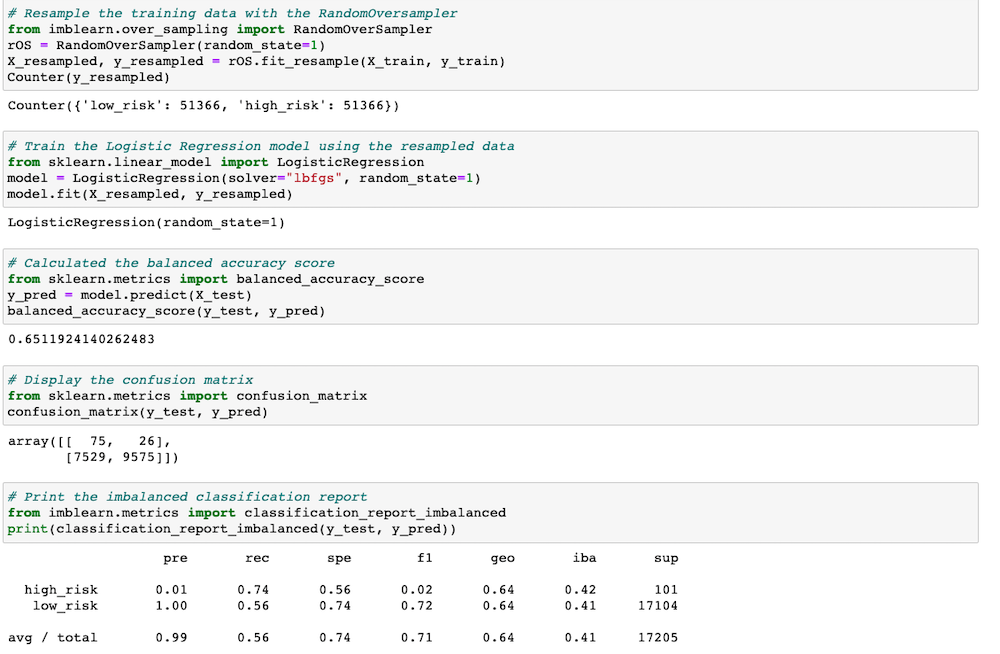 # Resample the training data with the RandomOversampler
from imblearn.over_sampling import RandomOverSampler
rOS = RandomOverSampler(random_state=1)
X_resampled, y_resampled = rOS.fit_resample(X_train, y_train)
Counter(y_resampled)
Counter({'low_risk': 51366, 'high_risk': 51366})
# Train the Logistic Regression model using the resampled data
from sklearn.linear_model import LogisticRegression
model = LogisticRegression(solver="lbfgs", random_state=1)
model.fit(X_resampled, y_resampled)
LogisticRegression(random_state=1)
# Calculated the balanced accuracy score
from sklearn.metrics import balanced_accuracy_score
y_pred = model.predict(X_test)
balanced_accuracy_score(y_test, y_pred)
0.6511924140262483
# Display the confusion matrix
from sklearn.metrics import confusion_matrix
confusion_matrix(y_test, y_pred)
array([[  75,   26],
       [7529, 9575]])
# Print the imbalanced classification report
from imblearn.metrics import classification_report_imbalanced
print(classification_report_imbalanced(y_test, y_pred))
                   pre       rec       spe        f1       geo       iba       sup
  high_risk       0.01      0.74      0.56      0.02      0.64      0.42       101
   low_risk       1.00      0.56      0.74      0.72      0.64      0.41     17104
avg / total       0.99      0.56      0.74      0.71      0.64      0.41     17205